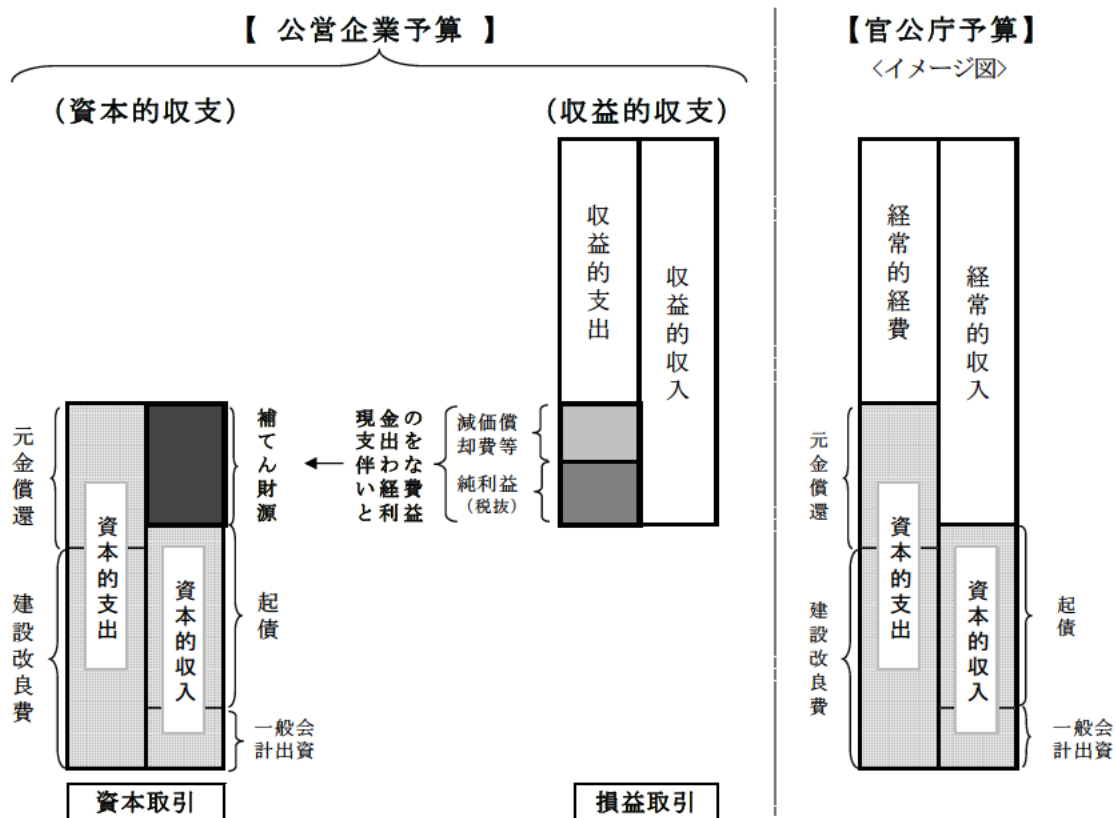 【 公営企業予算 】
【官公庁予算】
<イメージ図>
(資本的収支)
(収益的収支)
収益的支出
収益的収入
経常的経費
経常的収入
元金償還
建設改良費
資本的支出
資本的収入
補てん財源
起債
一般会
計出資
現金の
支出を
伴わな
い経費
と利益
減価償
却費等
純利益
(税抜)
元金償還
建設改良費
資本的支出
資本的収入
起債
一般会
計出資
資本取引
損益取引